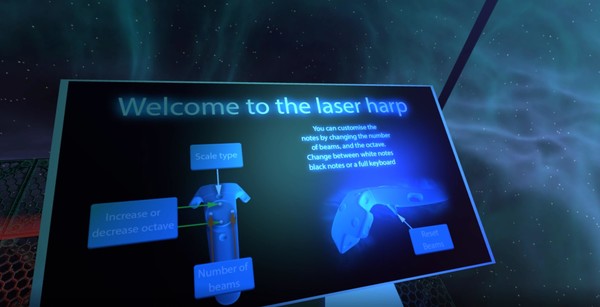 Welcome to the laser harp
You can customise the
notes by changing the number
of beams, and the octave.
Change between white notes
black notes or a full keyboard
Scale type
Increase or
decrease octave
Number of
beams
Reset
Beams